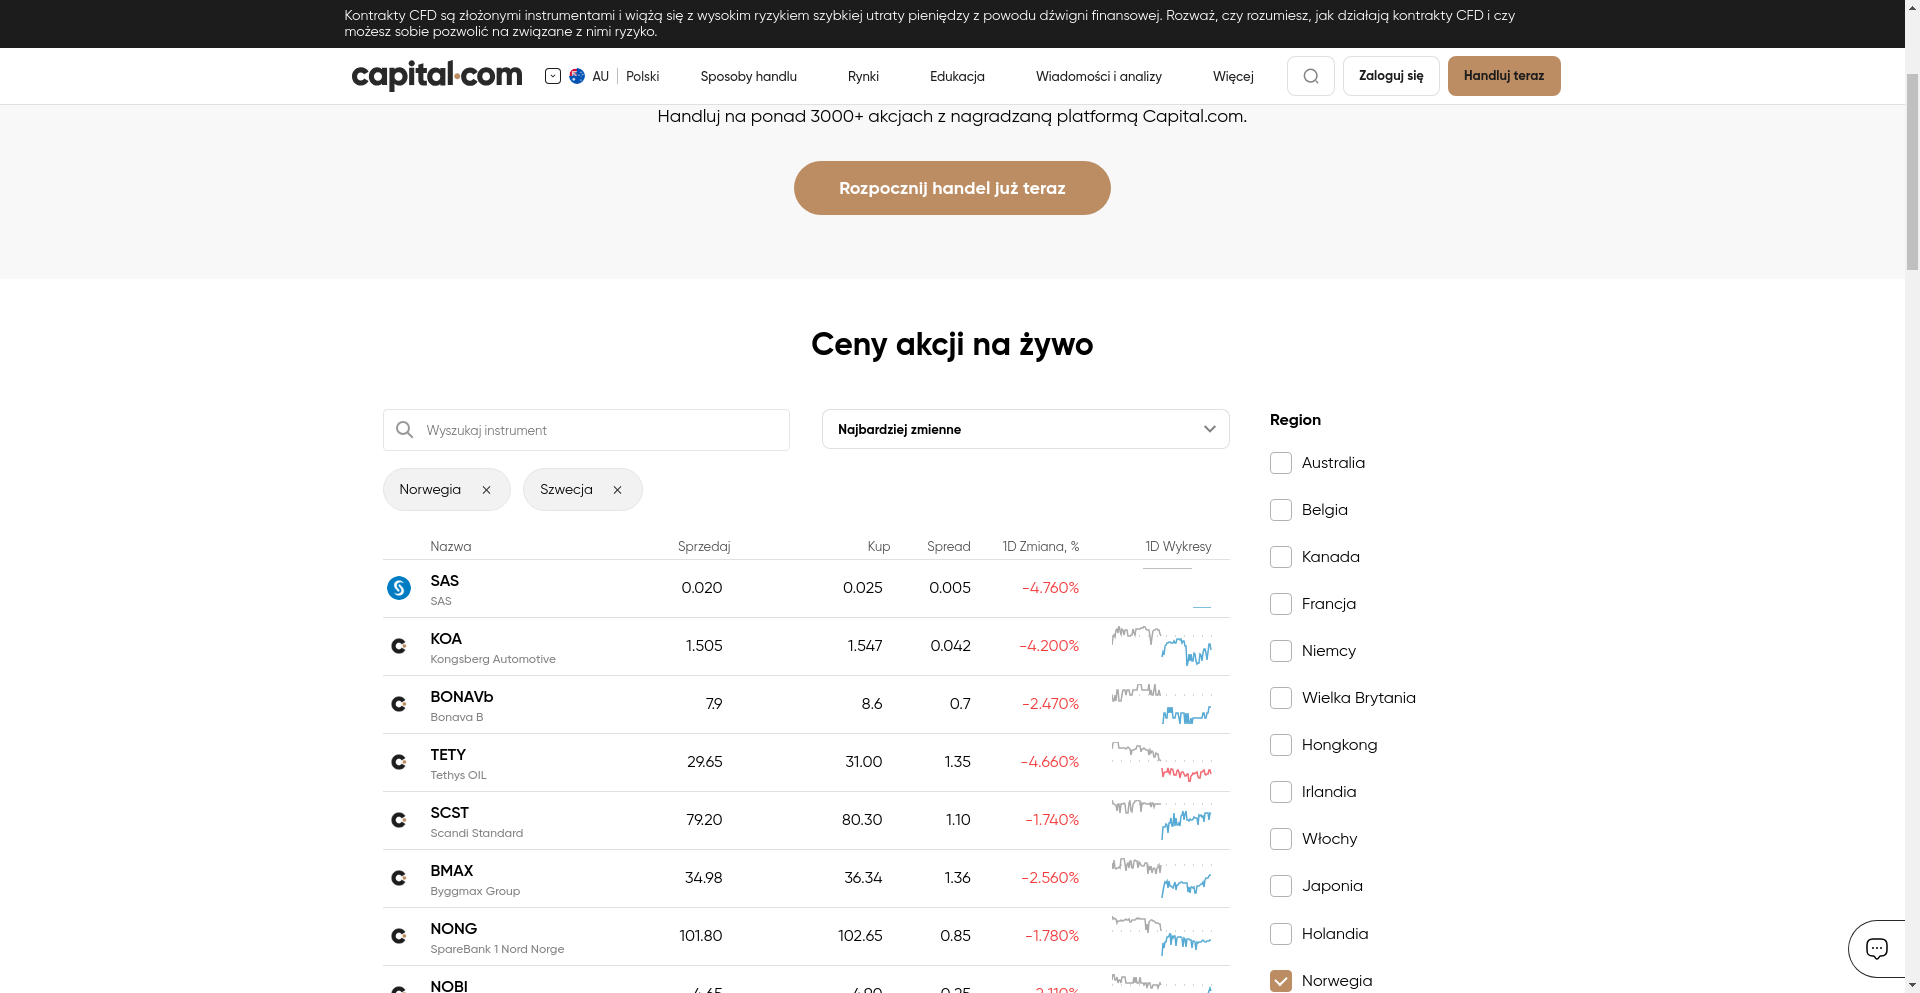 Kontrakty CFD są złożonymi instrumentami i wiążą się z wysokim ryzykiem szybkiej utraty pieniędzy z powodu dźwigni finansowej. Rozważ, czy rozumiesz, jak działają kontrakty CFD i czy
możesz sobie pozwolić na związane z nimi ryzyko.
capital.com
AU
Polski
Sposoby handlu
Rynki
Edukacja
Wiadomości i analizy
Więcej
Zaloguj się
Handluj teraz
Handluj na ponad 3000+ akcjach z nagradzaną platformą Capital.com.
Rozpocznij handel już teraz
Ceny akcji na żywo
Wyszukaj instrument
Najbardziej zmienne
Norwegia
Szwecja
Nazwa Sprzedaj Kup Spread 1D Zmiana, % 1D Wykresy
SAS 0.020 0.025 0.005 -4.760%
SAS
KOA 1.505 1.547 0.042 -4.200%
Kongsberg Automotive
BONAVb 7.9 8.6 0.7 -2.470%
Bonava B
TETY 29.65 31.00 1.35 -4.660%
Tethys OIL
SCST 79.20 80.30 1.10 -1.740%
Scandi Standard
BMAX 34.98 36.34 1.36 -2.560%
Byggmax Group
NONG 101.80 102.65 0.85 -1.780%
SpareBank 1 Nord Norge
NOBI 4.65 4.90 0.25 -2.110%
Region
Australia
Belgia
Kanada
Francja
Niemcy
Wielka Brytania
Hongkong
Irlandia
Włochy
Japonia
Holandia
Norwegia